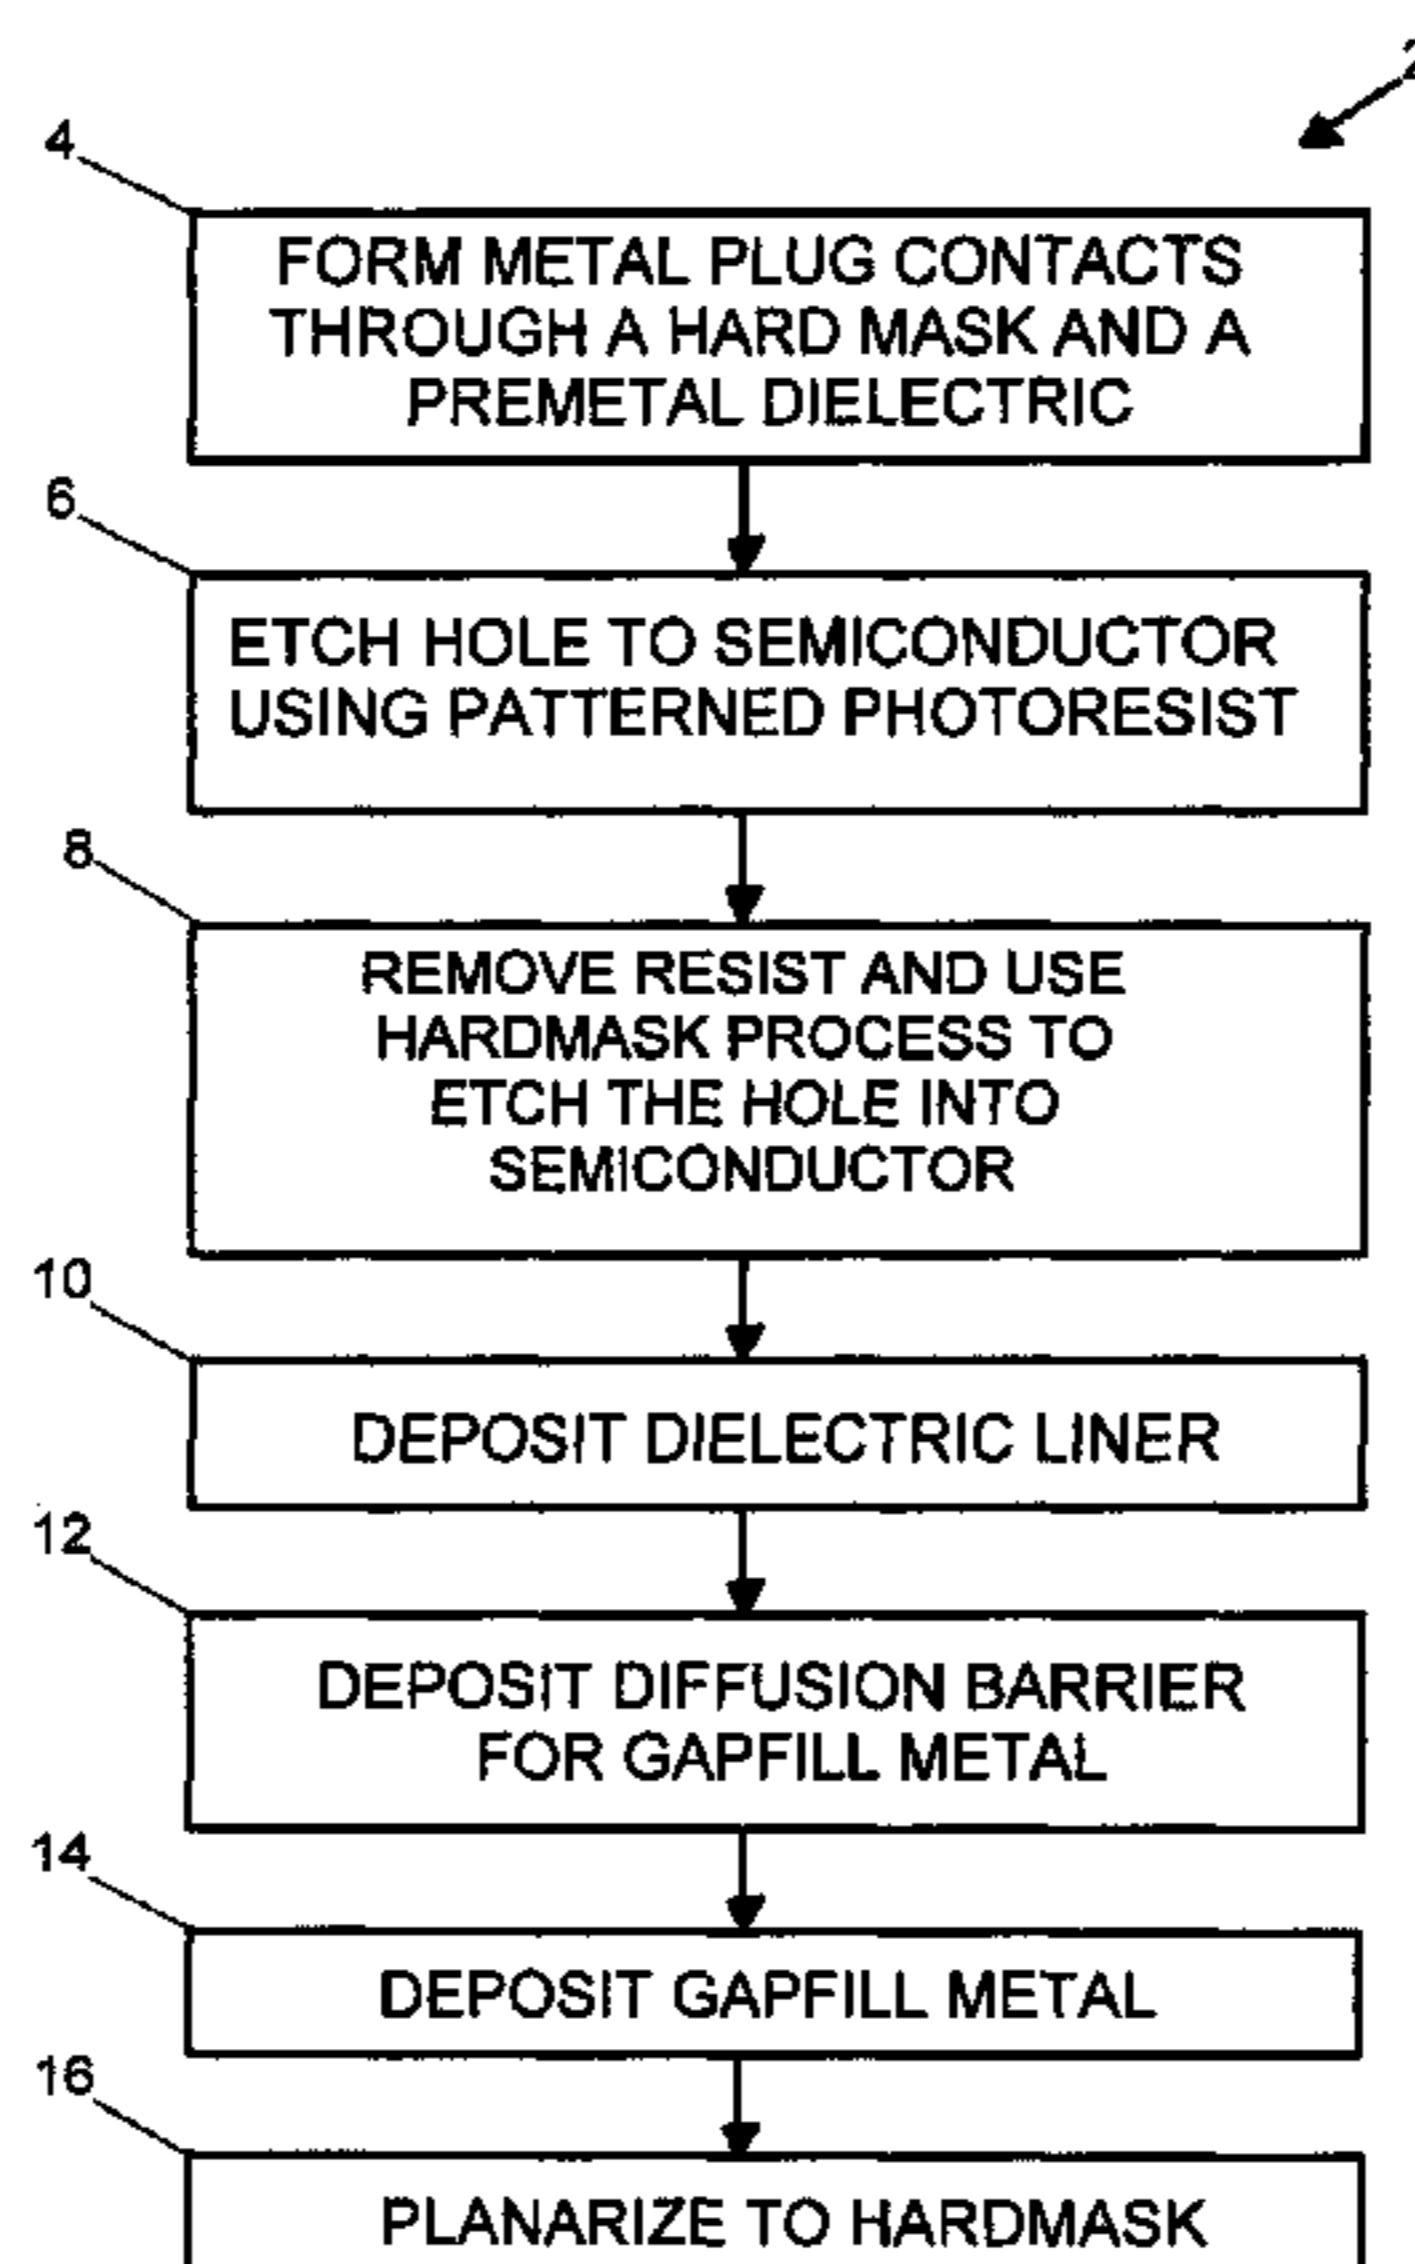 2
4
FORM METAL PLUG CONTACTS
THROUGH A HARD MASK AND A
PREMETAL DIELECTRIC
6
ETCH HOLE TO SEMICONDUCTOR
USING PATTERNED PHOTORESIST
8
REMOVE RESIST AND USE
HARDMASK PROCESS TO
ETCH THE HOLE INTO
SEMICONDUCTOR
10
DEPOSIT DIELECTRIC LINER
12
DEPOSIT DIFFUSION BARRIER
FOR GAPFILL METAL
14
DEPOSIT GAPFILL METAL
16
PLANARIZE TO HARDMASK